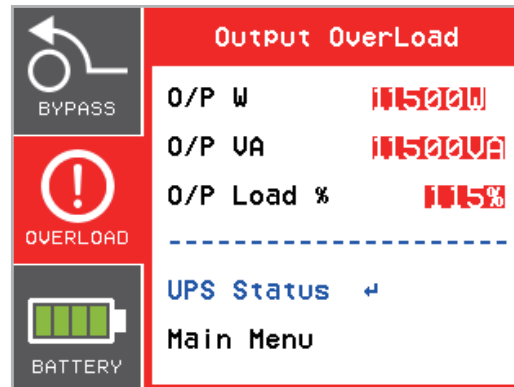 Output OverLoad
BYPASS
O/P W 11500W
O/P VA 11500VA
O/P Load % 115%
OVERLOAD
UPS Status ↵
Main Menu
BATTERY